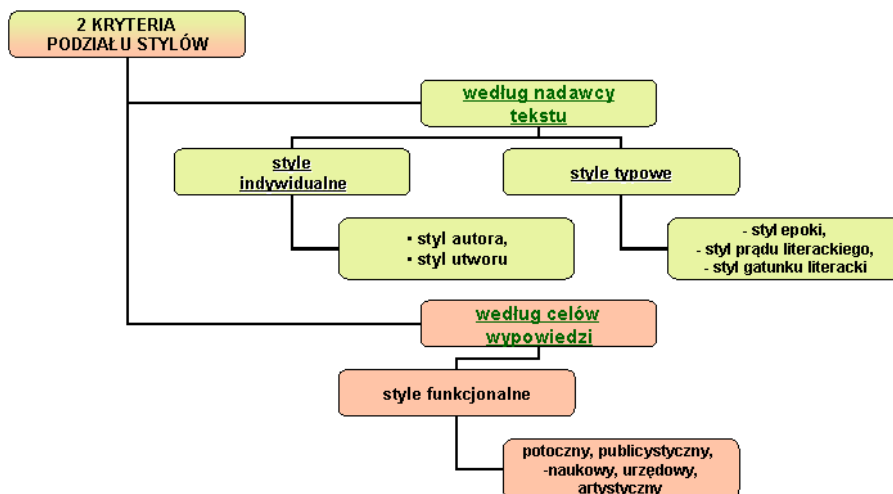 2 KRYTERIA
PODZIAŁU STYLÓW
według nadawcy
tekstu
style
indywidualne
style typowe
▪ styl autora,
▪ styl utworu
- styl epoki,
- styl prądu literackiego,
- styl gatunku literacki
według celów
wypowiedzi
style funkcjonalne
potoczny, publicystyczny,
-naukowy, urzędowy,
artystyczny